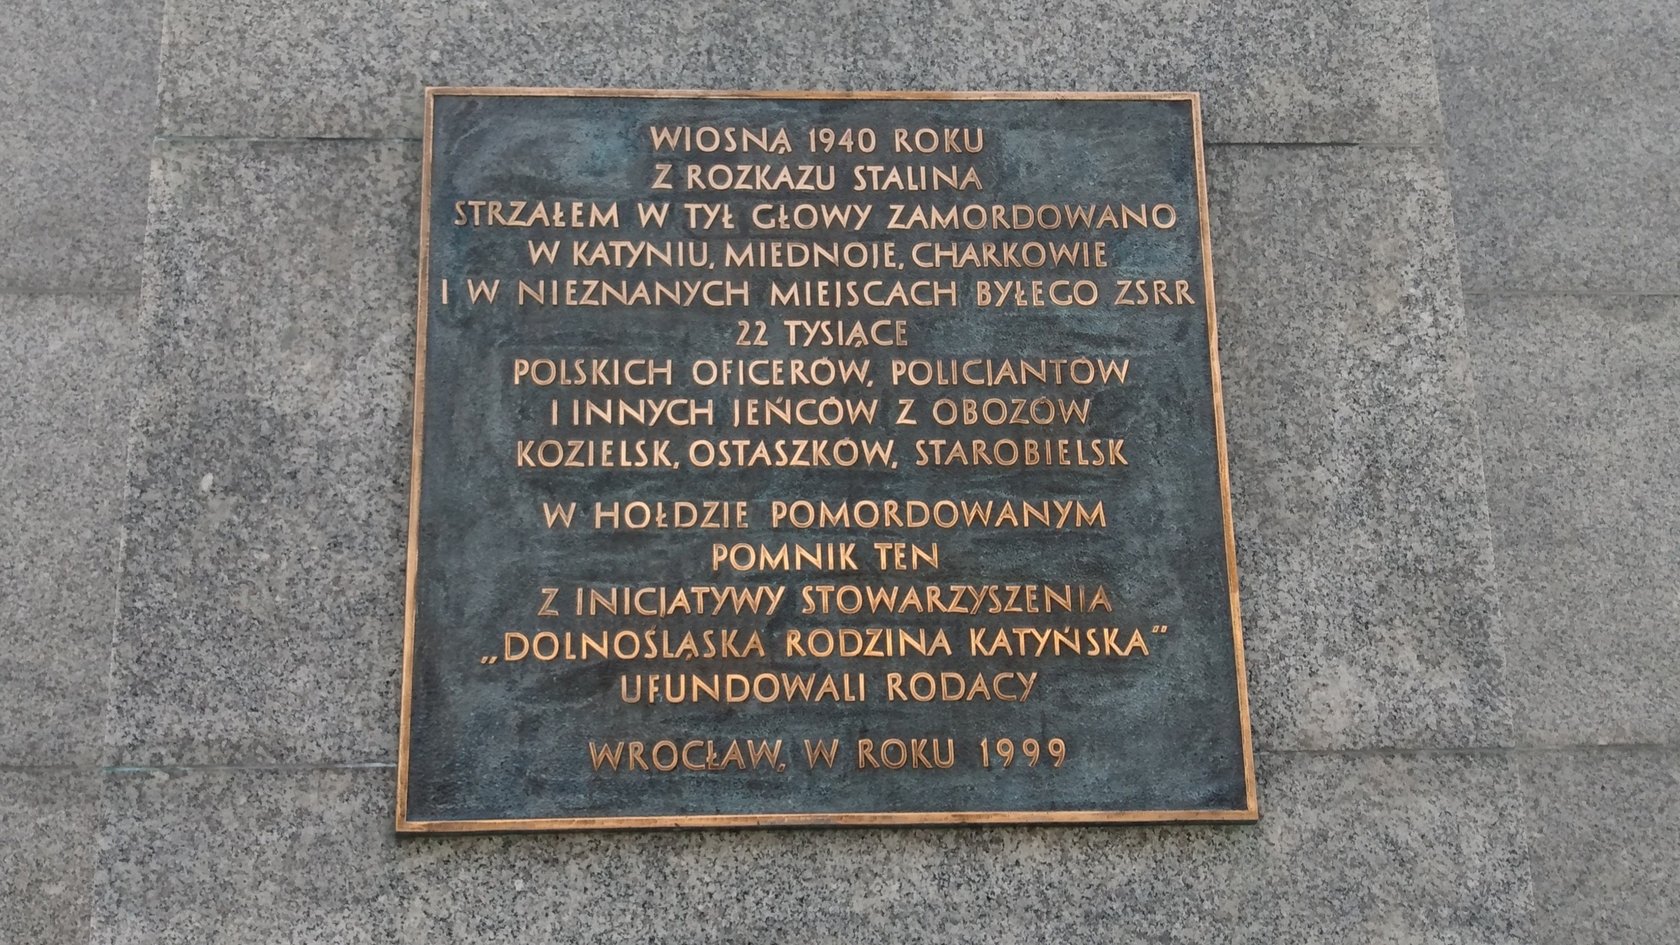 WIOSNĄ 1940 ROKU
Z ROZKAZU STALINA
STRZAŁEM W TYŁ GŁOWY ZAMORDOWANO
W KATYNIU, MIEDNOJE, CHARKOWIE
I W NIEZNANYCH MIEJSCACH BYŁEGO ZSRR
22 TYSIĄCE
POLSKICH OFICERÓW, POLICJANTÓW
I INNYCH JEŃCÓW Z OBOZÓW
KOZIELSK, OSTASZKÓW, STAROBIELSK
W HOŁDZIE POMORDOWANYM
POMNIK TEN
Z INICJATYWY STOWARZYSZENIA
„DOLNOŚLĄSKA RODZINA KATYŃSKA”
UFUNDOWALI RODACY
WROCŁAW, W ROKU 1999